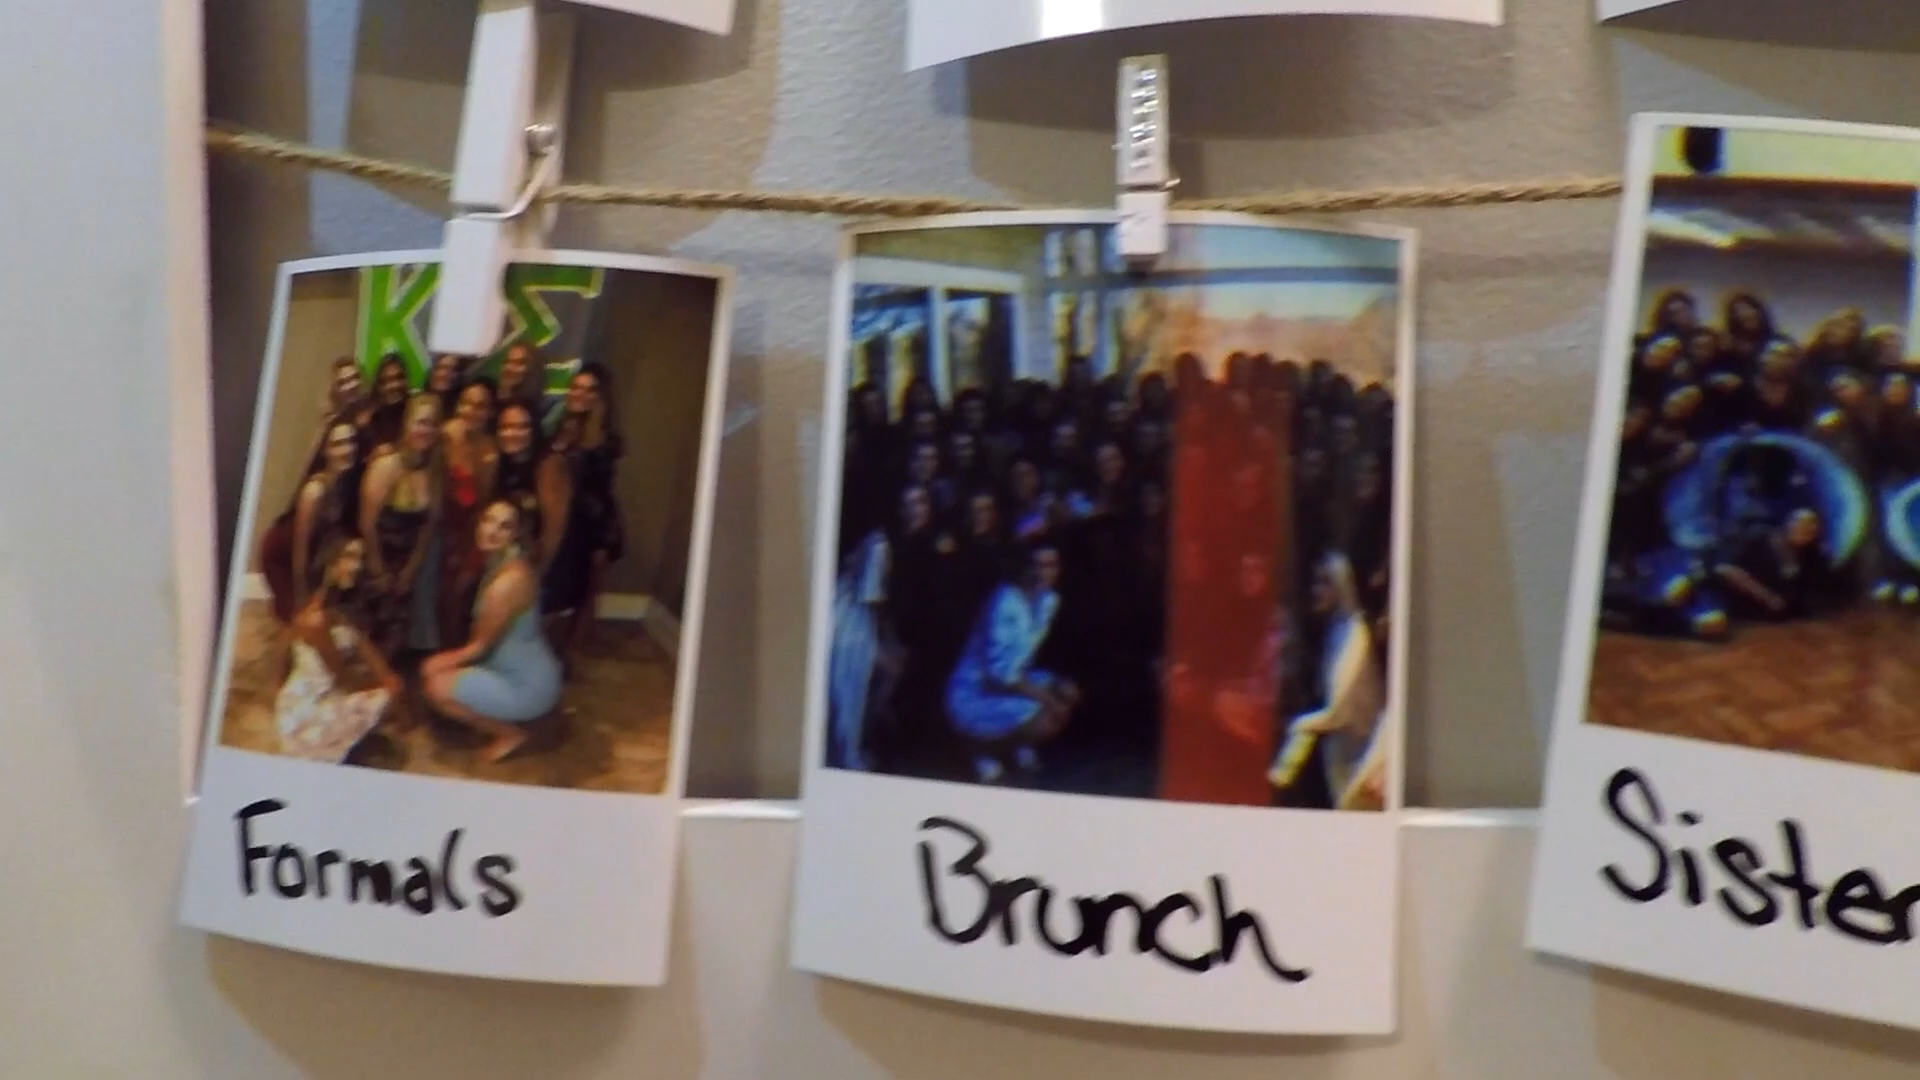 ΚΣ
Formals
Brunch
Sister